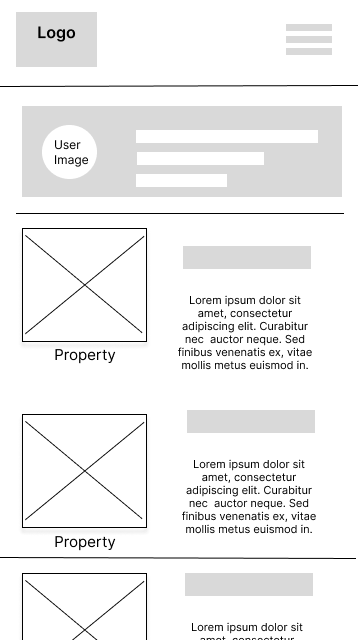 Logo
User
Image
Lorem ipsum dolor sit
amet, consectetur
adipiscing elit. Curabitur
nec  auctor neque. Sed
finibus venenatis ex, vitae
mollis metus euismod in.
Property
Lorem ipsum dolor sit
amet, consectetur
adipiscing elit. Curabitur
nec  auctor neque. Sed
finibus venenatis ex, vitae
mollis metus euismod in.
Property
Lorem ipsum dolor sit
amet, consectetur